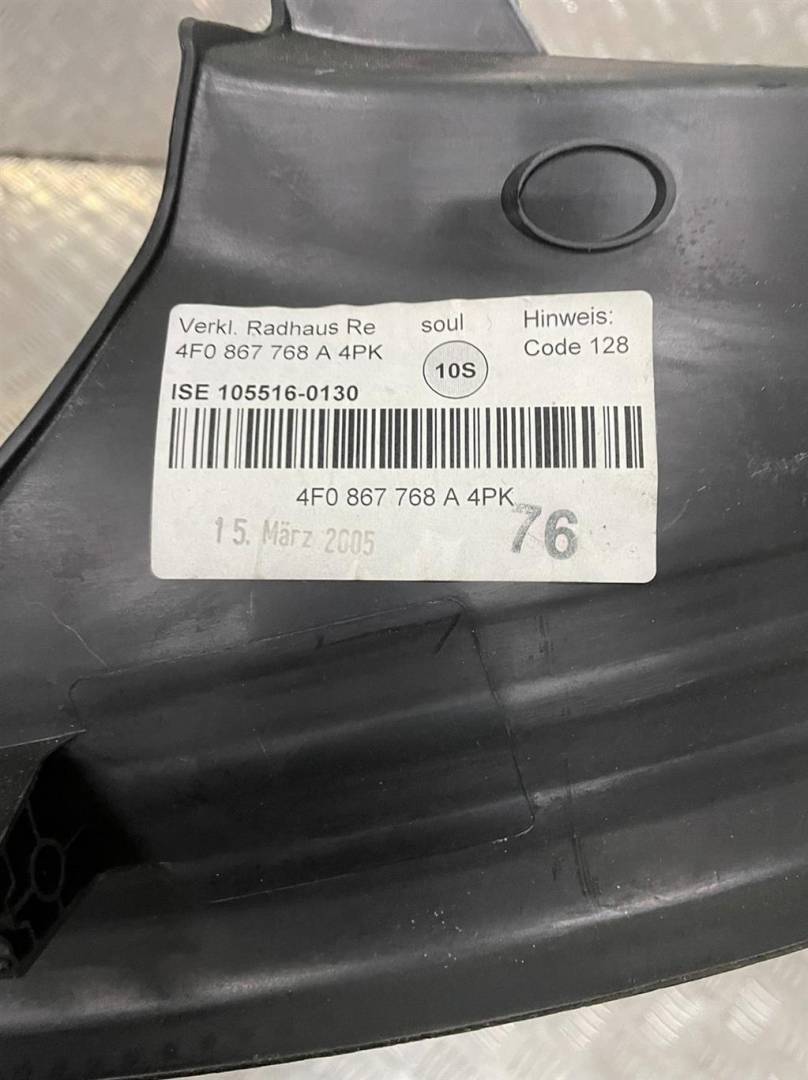 Verkl. Radhaus Re soul Hinweis:
4F0 867 768 A 4PK 10S Code 128
ISE 105516-0130
4F0 867 768 A 4PK
15. März 2005 76